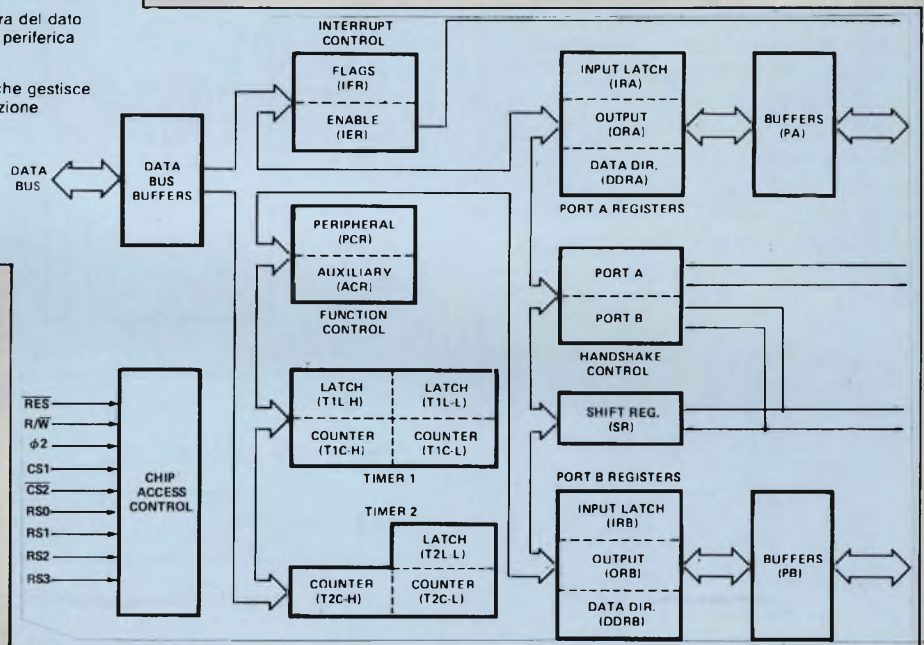 ra del dato
periferica
che gestisce
zione
DATA
BUS
DATA
BUS
BUFFERS
INTERRUPT
CONTROL
FLAGS
(IFR)
ENABLE
(IER)
PERIPHERAL
(PCR)
AUXILIARY
(ACR)
FUNCTION
CONTROL
LATCH
(T1L-H)
LATCH
(T1L-L)
COUNTER
(T1C-H)
COUNTER
(T1C-L)
TIMER 1
TIMER 2
LATCH
(T2L-L)
COUNTER
(T2C-H)
COUNTER
(T2C-L)
RES
R/W
φ2
CS1
CS2
RS0
RS1
RS2
RS3
CHIP
ACCESS
CONTROL
INPUT LATCH
(IRA)
OUTPUT
(ORA)
DATA DIR.
(DDRA)
PORT A REGISTERS
BUFFERS
(PA)
PORT A
PORT B
HANDSHAKE
CONTROL
SHIFT REG.
(SR)
PORT B REGISTERS
INPUT LATCH
(IRB)
OUTPUT
(ORB)
DATA DIR.
(DDRB)
BUFFERS
(PB)